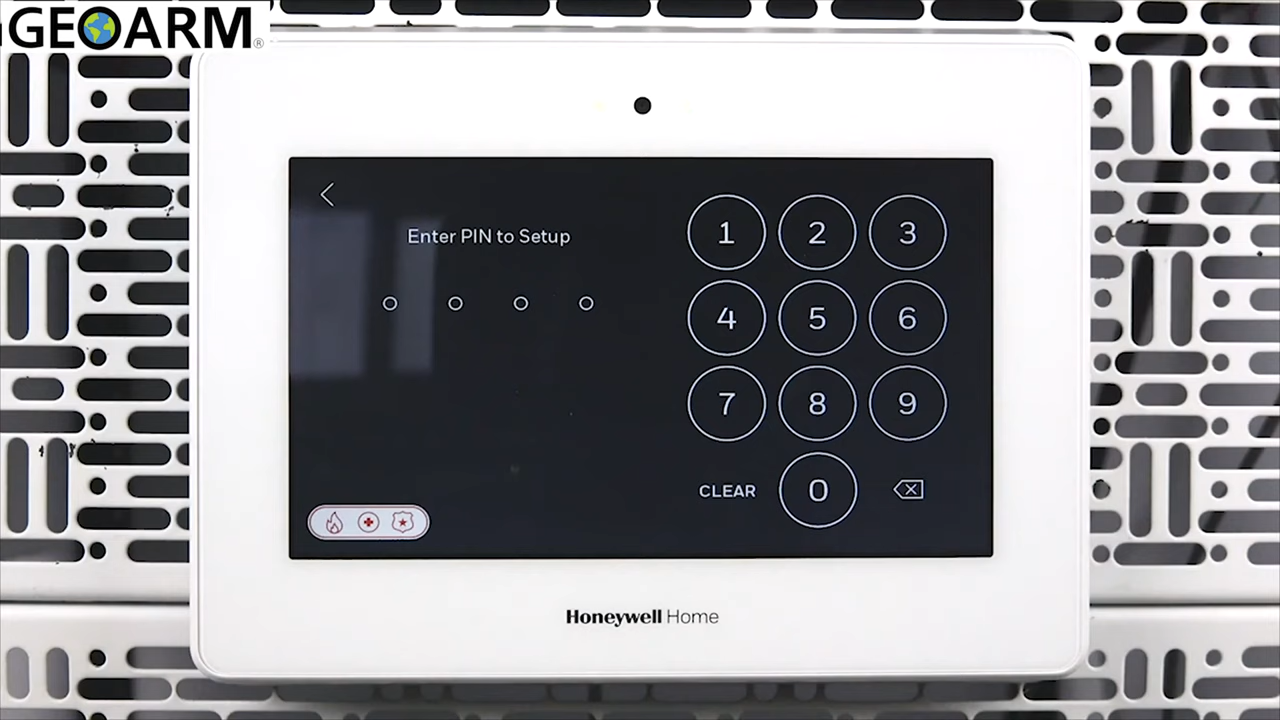 GEOARM®
Enter PIN to Setup
1 2 3
4 5 6
7 8 9
CLEAR 0
Honeywell Home